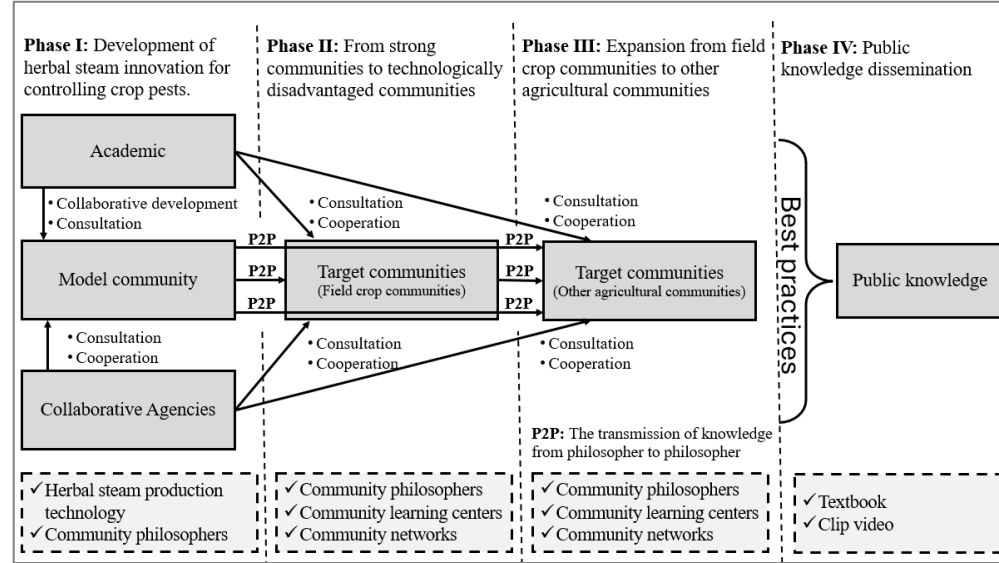 Phase I: Development of
herbal steam innovation for
controlling crop pests.
Phase II: From strong
communities to technologically
disadvantaged communities
Phase III: Expansion from field
crop communities to other
agricultural communities
Phase IV: Public
knowledge dissemination
Academic
• Collaborative development
• Consultation
• Consultation
• Cooperation
• Consultation
• Cooperation
P2P
P2P
Model community
P2P
Target communities
(Field crop communities)
P2P
Target communities
(Other agricultural communities)
P2P
P2P
Best practices
Public knowledge
• Consultation
• Cooperation
• Consultation
• Cooperation
• Consultation
• Cooperation
Collaborative Agencies
P2P: The transmission of knowledge
from philosopher to philosopher
✓ Herbal steam production
technology
✓ Community philosophers
✓ Community philosophers
✓ Community learning centers
✓ Community networks
✓ Community philosophers
✓ Community learning centers
✓ Community networks
✓ Textbook
✓ Clip video